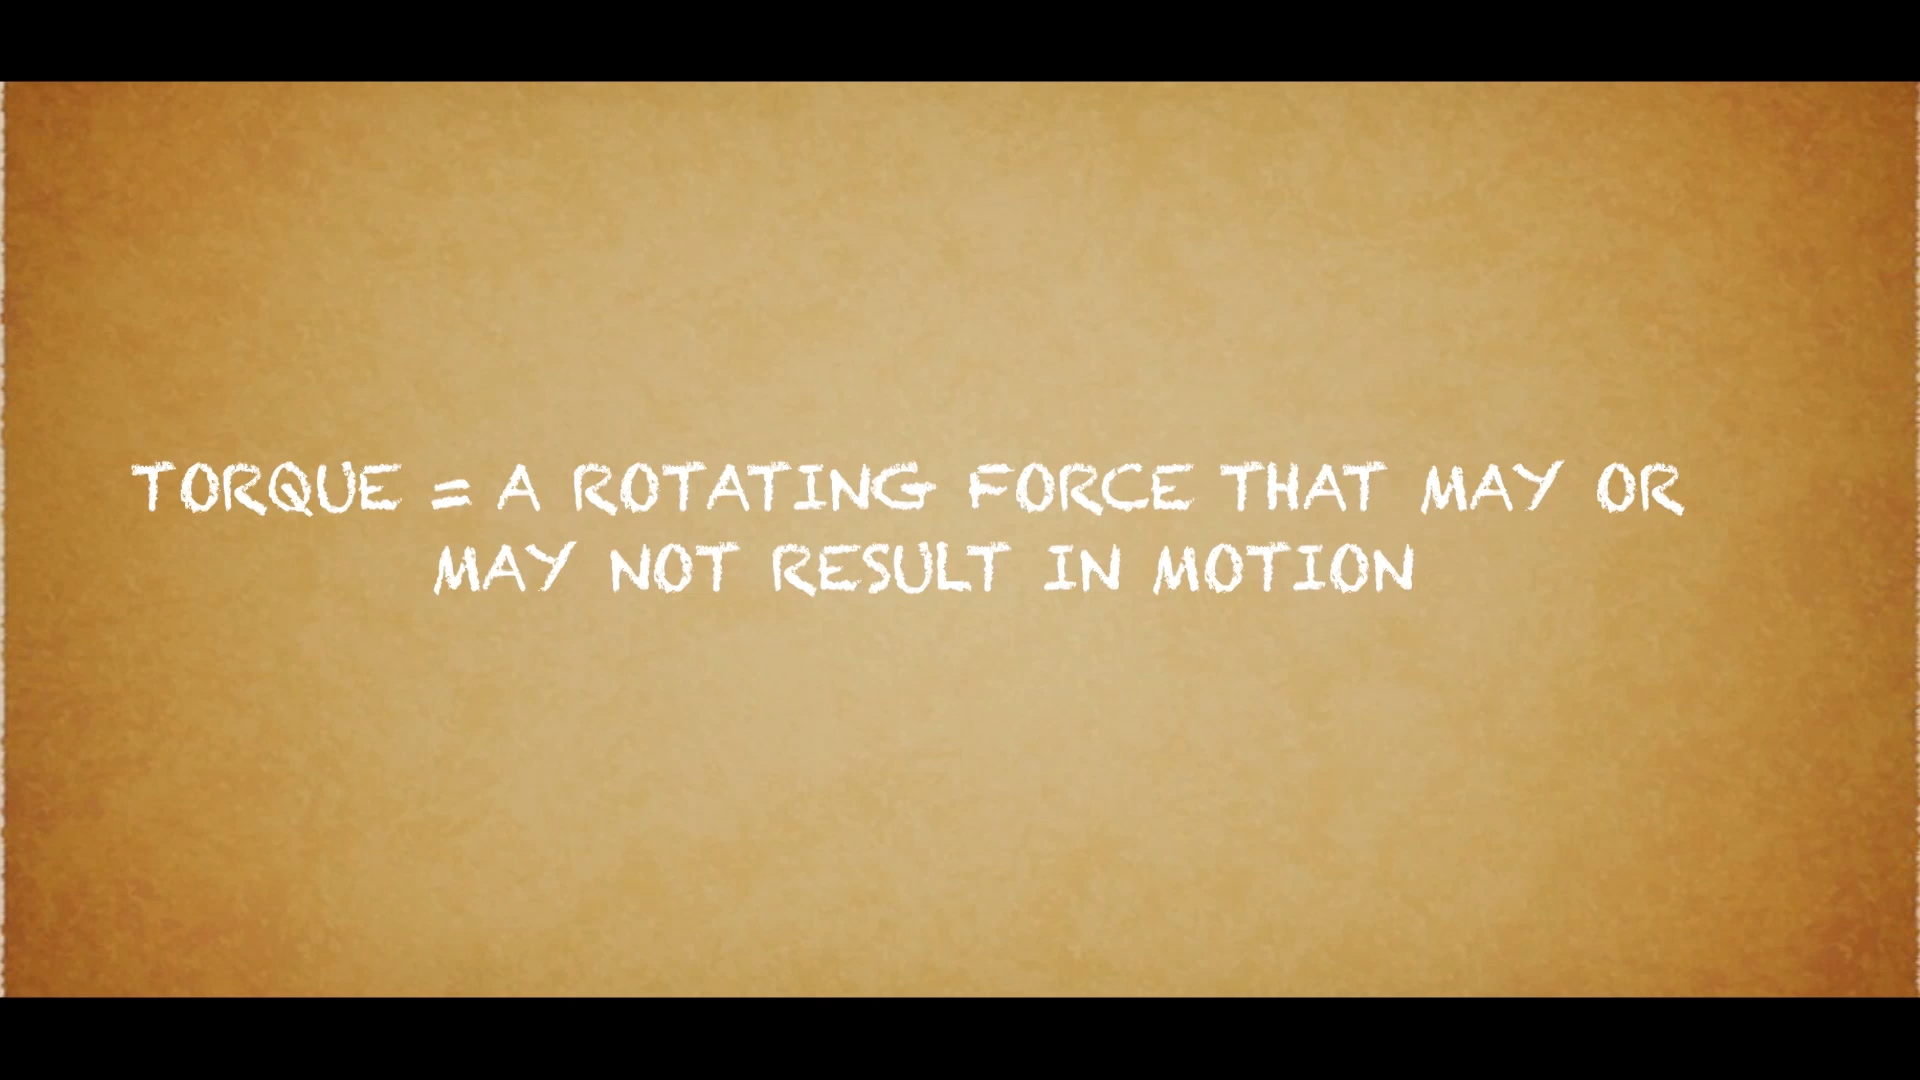 TORQUE = A ROTATING FORCE THAT MAY OR
MAY NOT RESULT IN MOTION